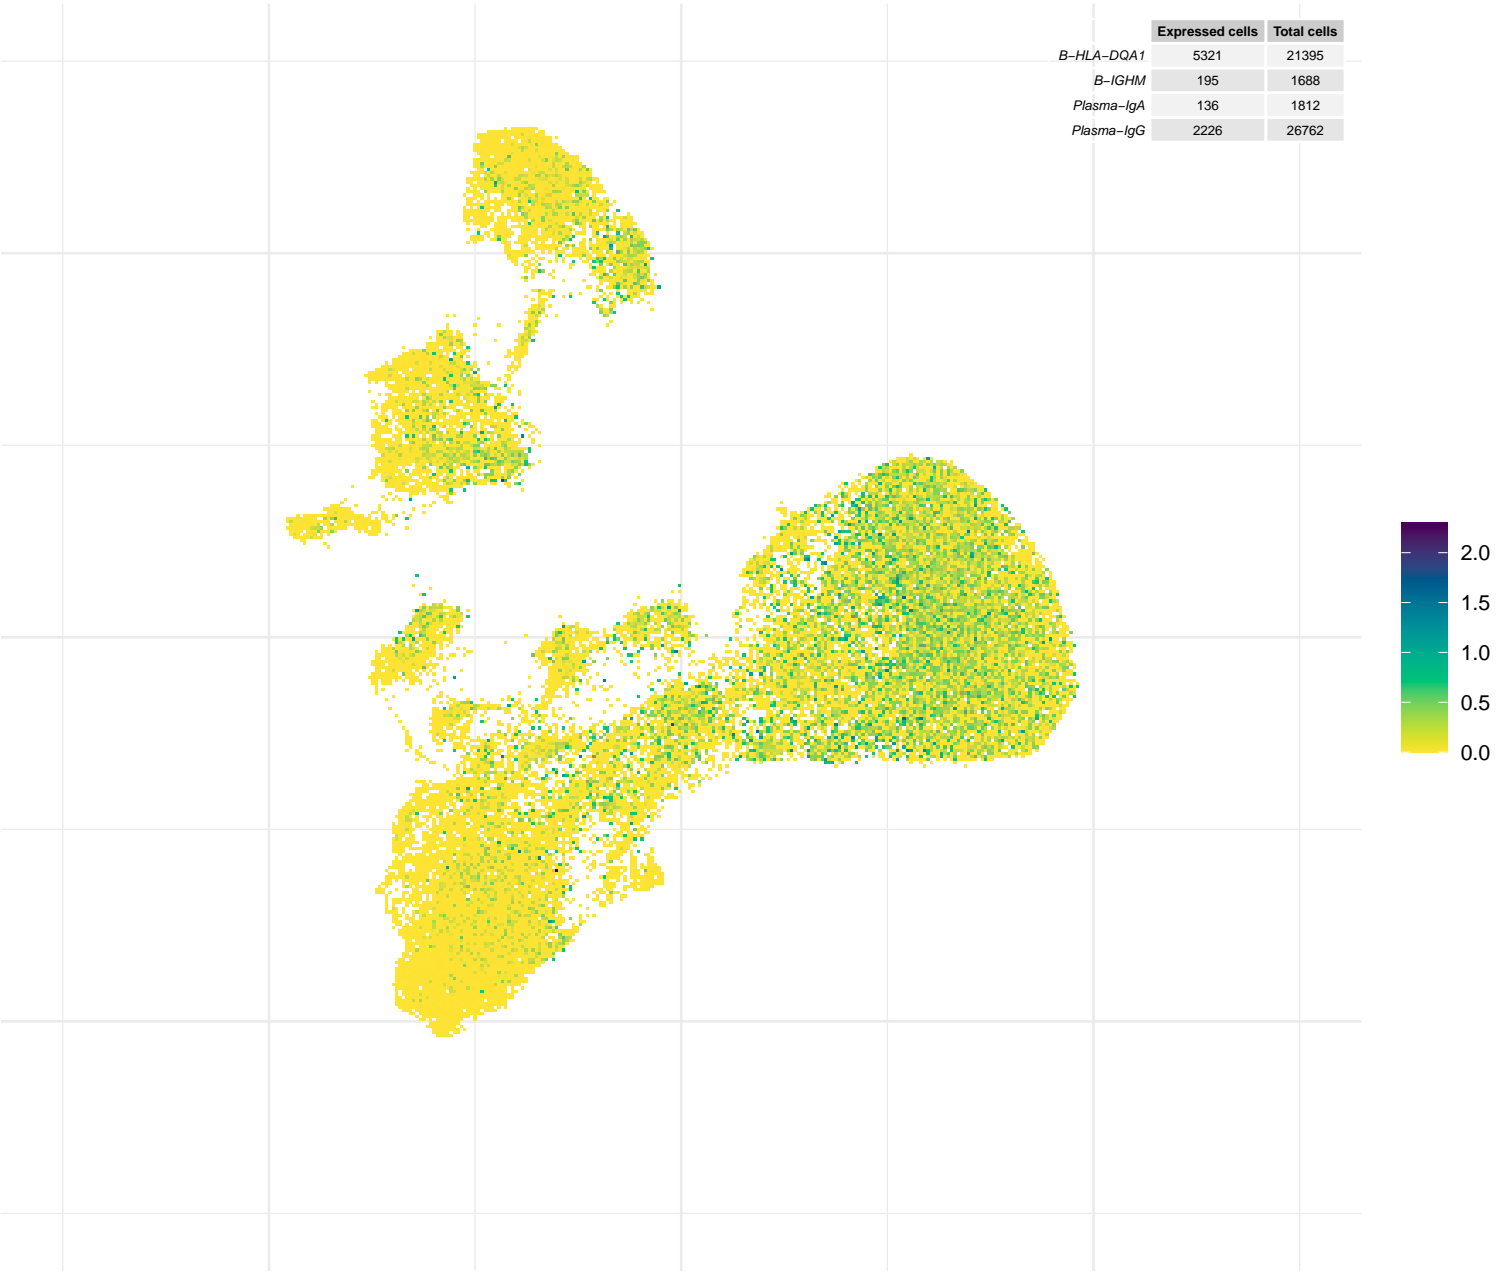 Expressed cells Total cells
B−HLA−DQA1 5321 21395
B−IGHM 195 1688
Plasma−IgA 136 1812
Plasma−IgG 2226 26762
2.0
1.5
1.0
0.5
0.0